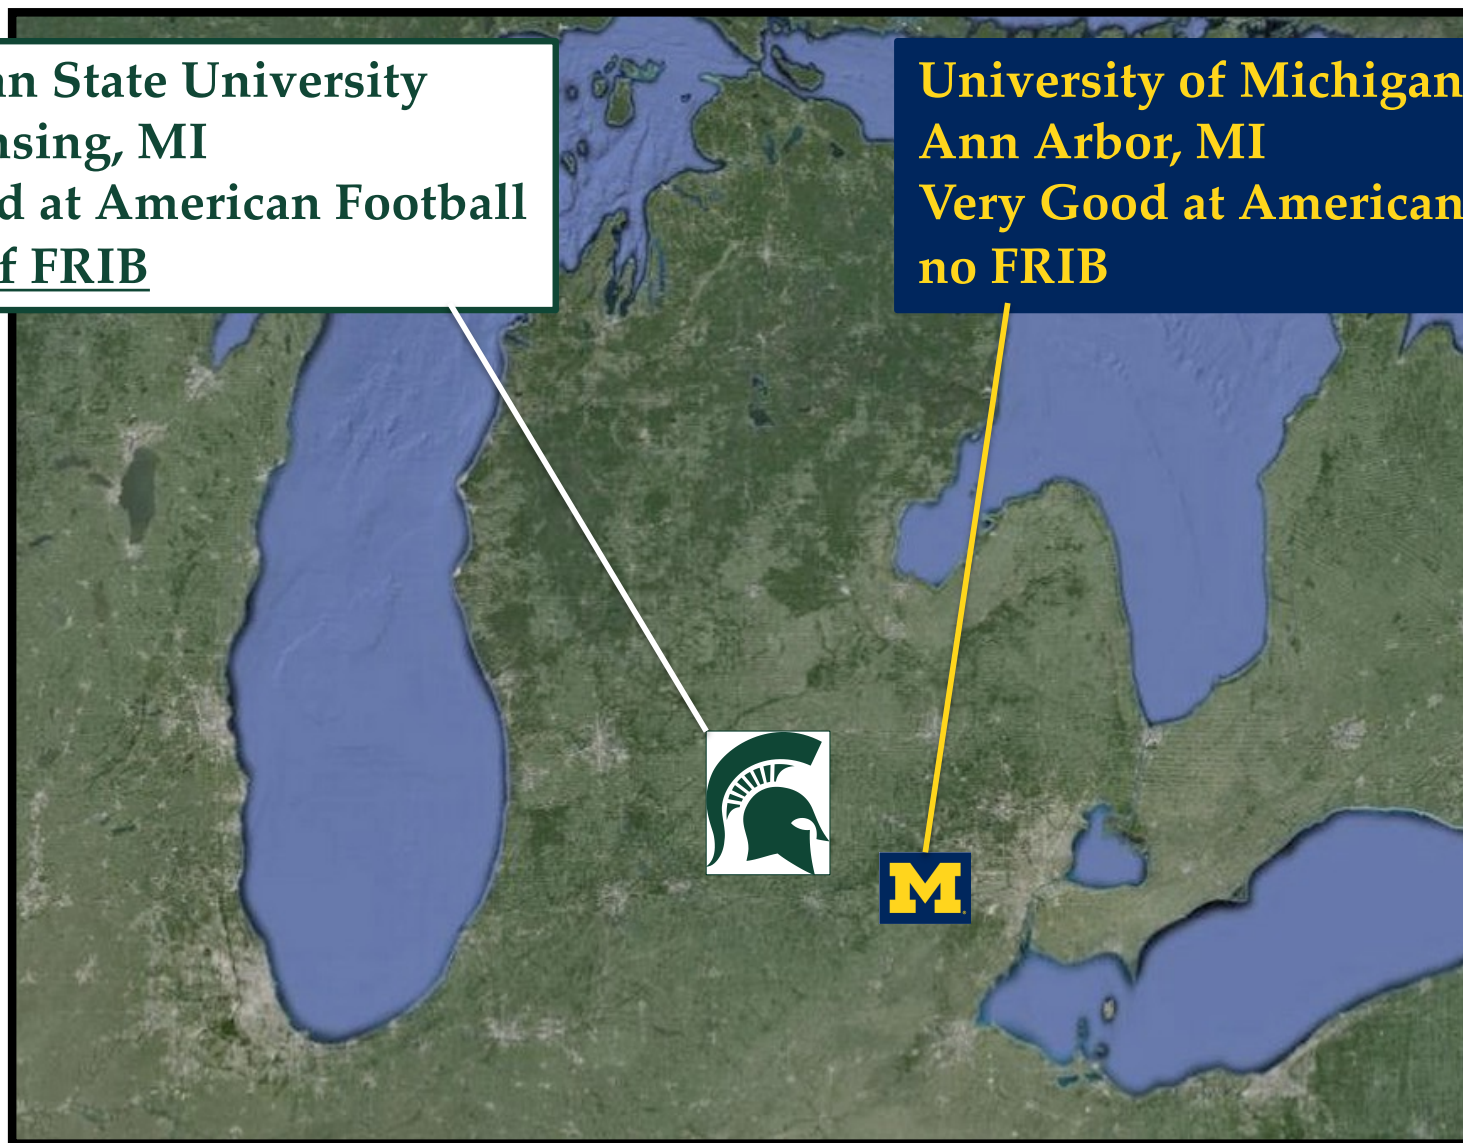 an State University
nsing, MI
d at American Football
f FRIB
University of Michigan
Ann Arbor, MI
Very Good at American
no FRIB
M